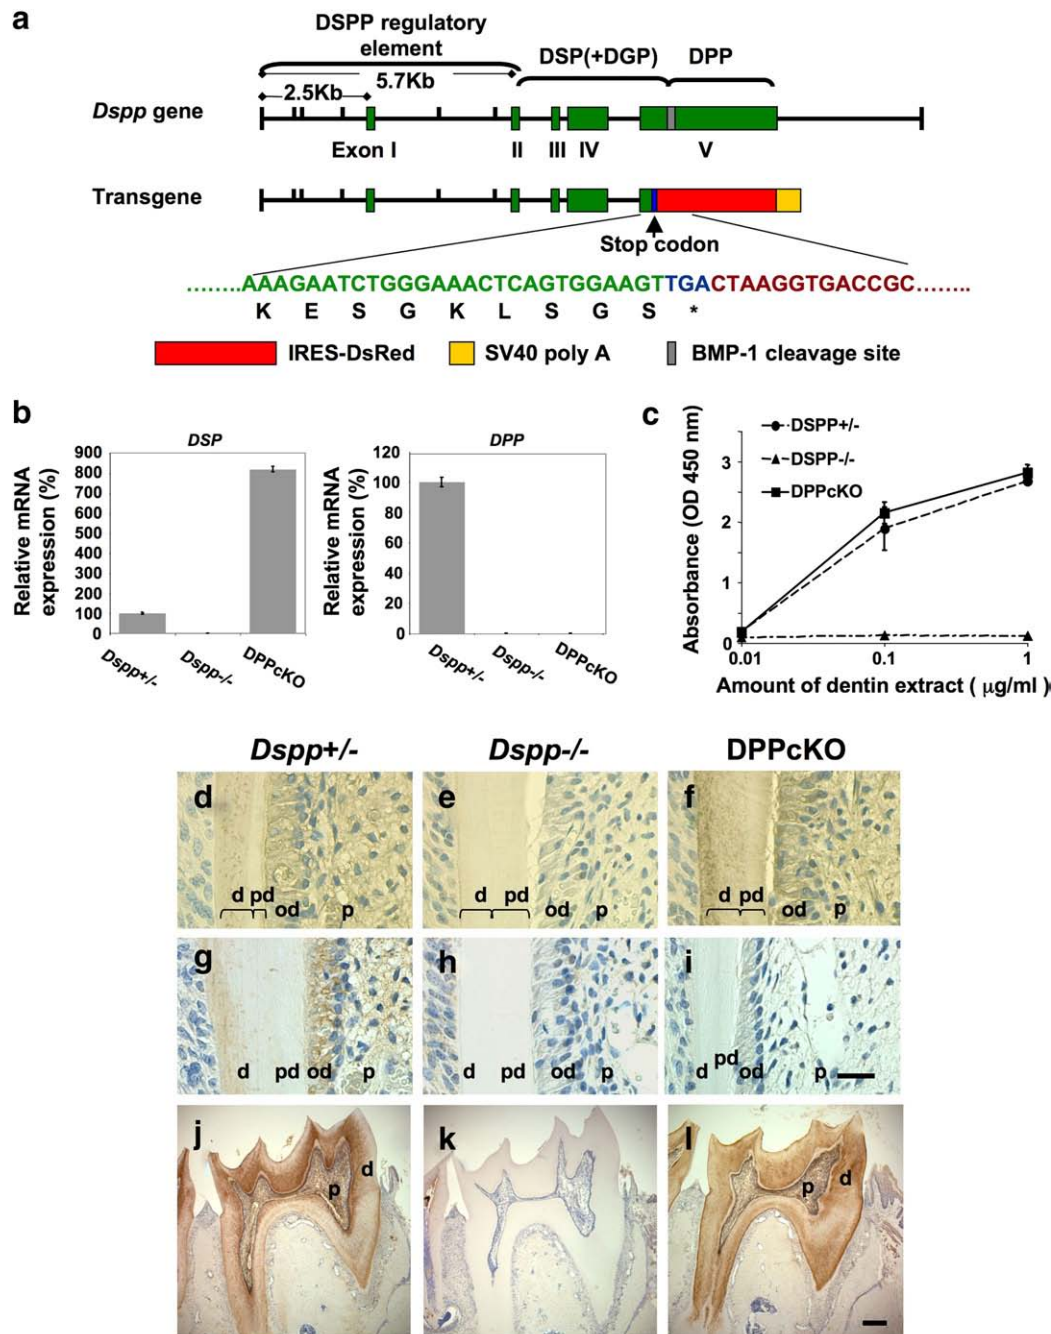 a
DSPP regulatory
element
DSP(+DGP)
DPP
5.7Kb
2.5Kb
Dspp gene
Exon I
II
III
IV
V
Transgene
Stop codon
........AAAGAATCTGGGAAACTCAGTGGAAGTTGACTAAGGTGACCGC........
K E S G K L S G S *
IRES-DsRed
SV40 poly A
BMP-1 cleavage site
b
DSP
Relative mRNA
expression (%)
900
800
700
600
500
400
300
200
100
0
Dspp+/-
Dspp-/-
DPPcKO
DPP
Relative mRNA
expression (%)
120
100
80
60
40
20
0
Dspp+/-
Dspp-/-
DPPcKO
c
DSPP+/-
DSPP-/-
DPPcKO
Absorbance (OD 450 nm)
3
2
1
0
0.01
0.1
1
Amount of dentin extract ( μg/ml )
Dspp+/-
Dspp-/-
DPPcKO
d
d pd od p
e
d pd od p
f
d pd od p
g
d pd od p
h
d pd od p
i
d pd od p
j
p d
k
l
p d